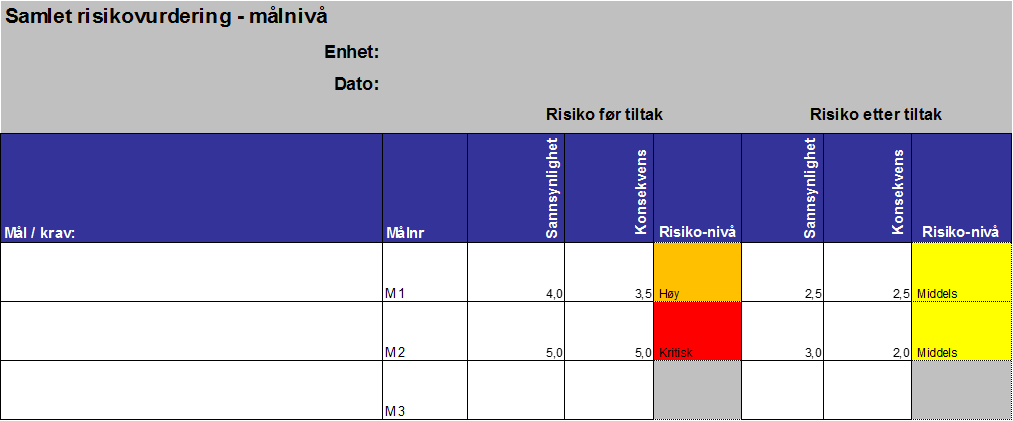 Samlet risikovurdering - målnivå
Enhet:
Dato:
Risiko før tiltak Risiko etter tiltak
Mål / krav: Målnr Sannsynlighet Konsekvens Risiko-nivå Sannsynlighet Konsekvens Risiko-nivå
M 1 4,0 3,5 Høy 2,5 2,5 Middels
M 2 5,0 5,0 Kritisk 3,0 2,0 Middels
M 3